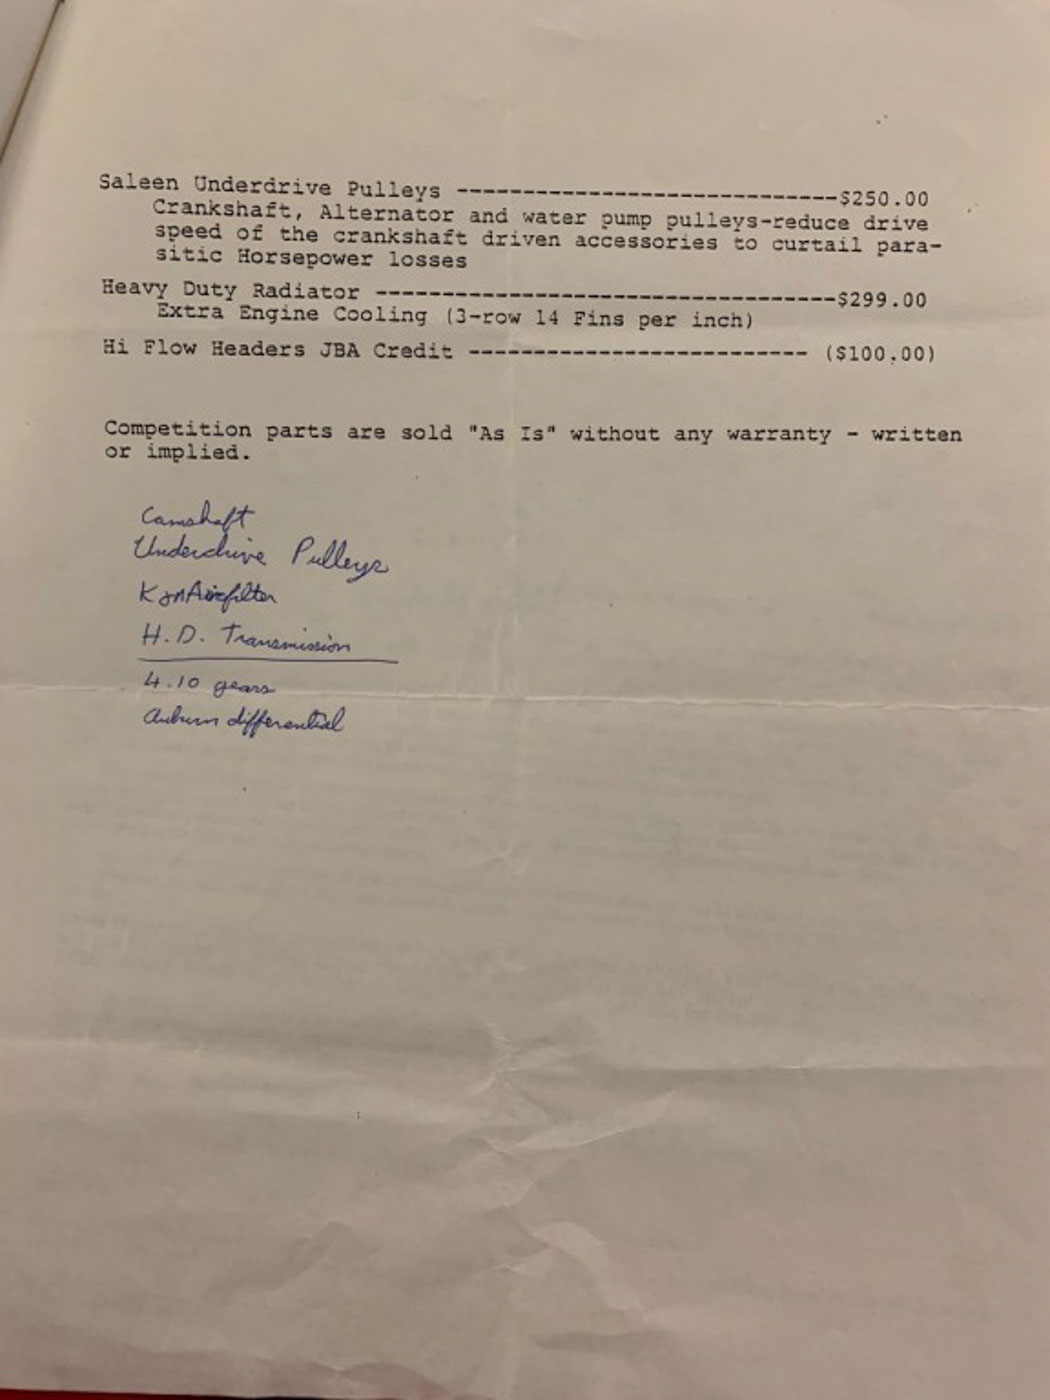 Saleen Underdrive Pulleys -----------------------------$250.00
Crankshaft, Alternator and water pump pulleys-reduce drive
speed of the crankshaft driven accessories to curtail para-
sitic Horsepower losses
Heavy Duty Radiator -----------------------------------$299.00
Extra Engine Cooling (3-row 14 Fins per inch)
Hi Flow Headers JBA Credit -------------------------- ($100.00)
Competition parts are sold "As Is" without any warranty - written
or implied.
Camshaft
Underdrive Pulleys
K&N Airfilter
H.D. Transmission
4.10 gears
Auburn differential